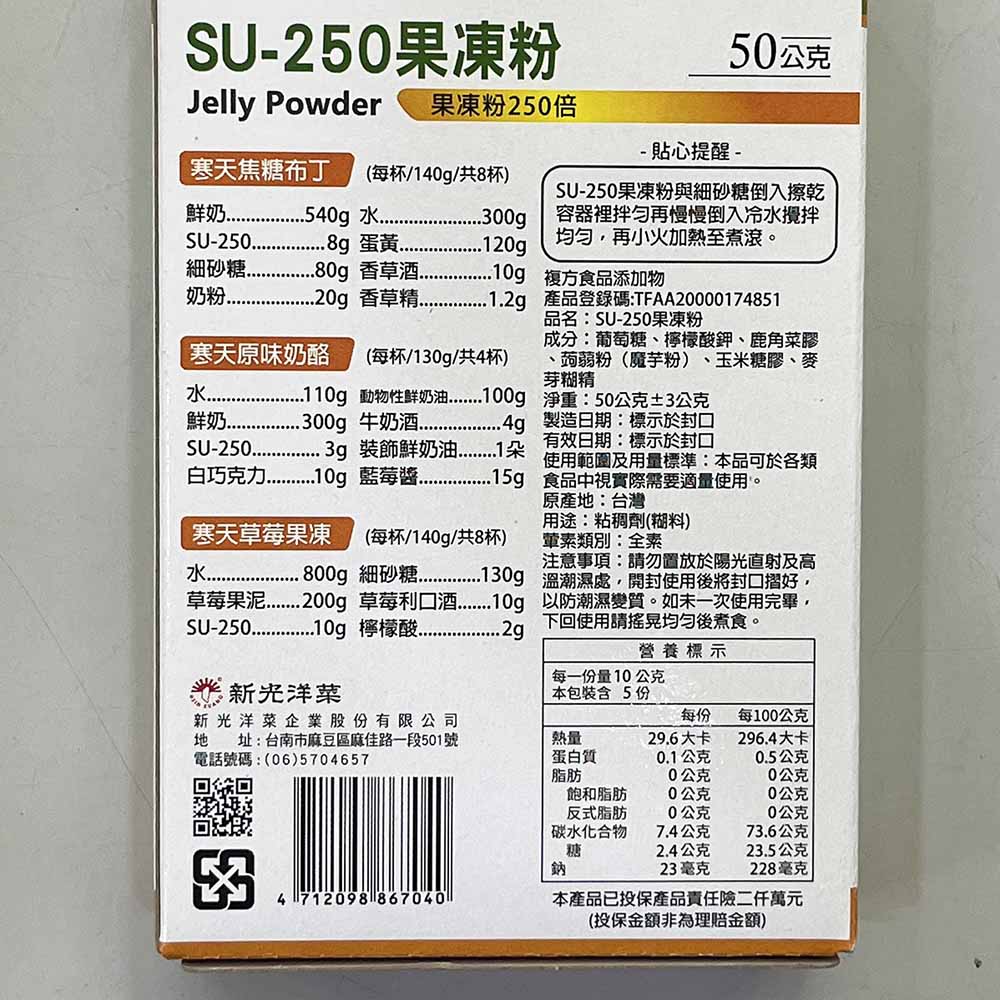 SU-250果凍粉
50公克
Jelly Powder
果凍粉250倍
寒天焦糖布丁 (每杯/140g/共8杯)
鮮奶..............540g 水..................300g
SU-250..............8g 蛋黃..............120g
細砂糖.............80g 香草酒............10g
奶粉.................20g 香草精............1.2g
寒天原味奶酪 (每杯/130g/共4杯)
水..................110g 動物性鮮奶油......100g
鮮奶..............300g 牛奶酒..............4g
SU-250............. 3g 裝飾鮮奶油........1朵
白巧克力.........10g 藍莓醬............15g
寒天草莓果凍 (每杯/140g/共8杯)
水................. 800g 細砂糖............130g
草莓果泥.......200g 草莓利口酒.......10g
SU-250............10g 檸檬酸.............. 2g
新光洋菜
新光洋菜企業股份有限公司
地 址:台南市麻豆區麻佳路一段501號
電話號碼:(06)5704657
4 712098 867040
- 貼心提醒 -
SU-250果凍粉與細砂糖倒入擦乾
容器裡拌勻再慢慢倒入冷水攪拌
均勻，再小火加熱至煮滾。
複方食品添加物
產品登錄碼:TFAA20000174851
品名：SU-250果凍粉
成分：葡萄糖、檸檬酸鉀、鹿角菜膠
、蒟蒻粉（魔芋粉）、玉米糖膠、麥
芽糊精
淨重：50公克±3公克
製造日期：標示於封口
有效日期：標示於封口
使用範圍及用量標準：本品可於各類
食品中視實際需要適量使用。
原產地：台灣
用途：粘稠劑(糊料)
葷素類別：全素
注意事項：請勿置放於陽光直射及高
溫潮濕處，開封使用後將封口摺好，
以防潮濕變質。如未一次使用完畢，
下回使用請搖晃均勻後煮食。
營養標示
每一份量10公克
本包裝含 5份
每份 每100公克
熱量 29.6大卡 296.4大卡
蛋白質 0.1公克 0.5公克
脂肪 0公克 0公克
飽和脂肪 0公克 0公克
反式脂肪 0公克 0公克
碳水化合物 7.4公克 73.6公克
糖 2.4公克 23.5公克
鈉 23毫克 228毫克
本產品已投保產品責任險二仟萬元
(投保金額非為理賠金額)